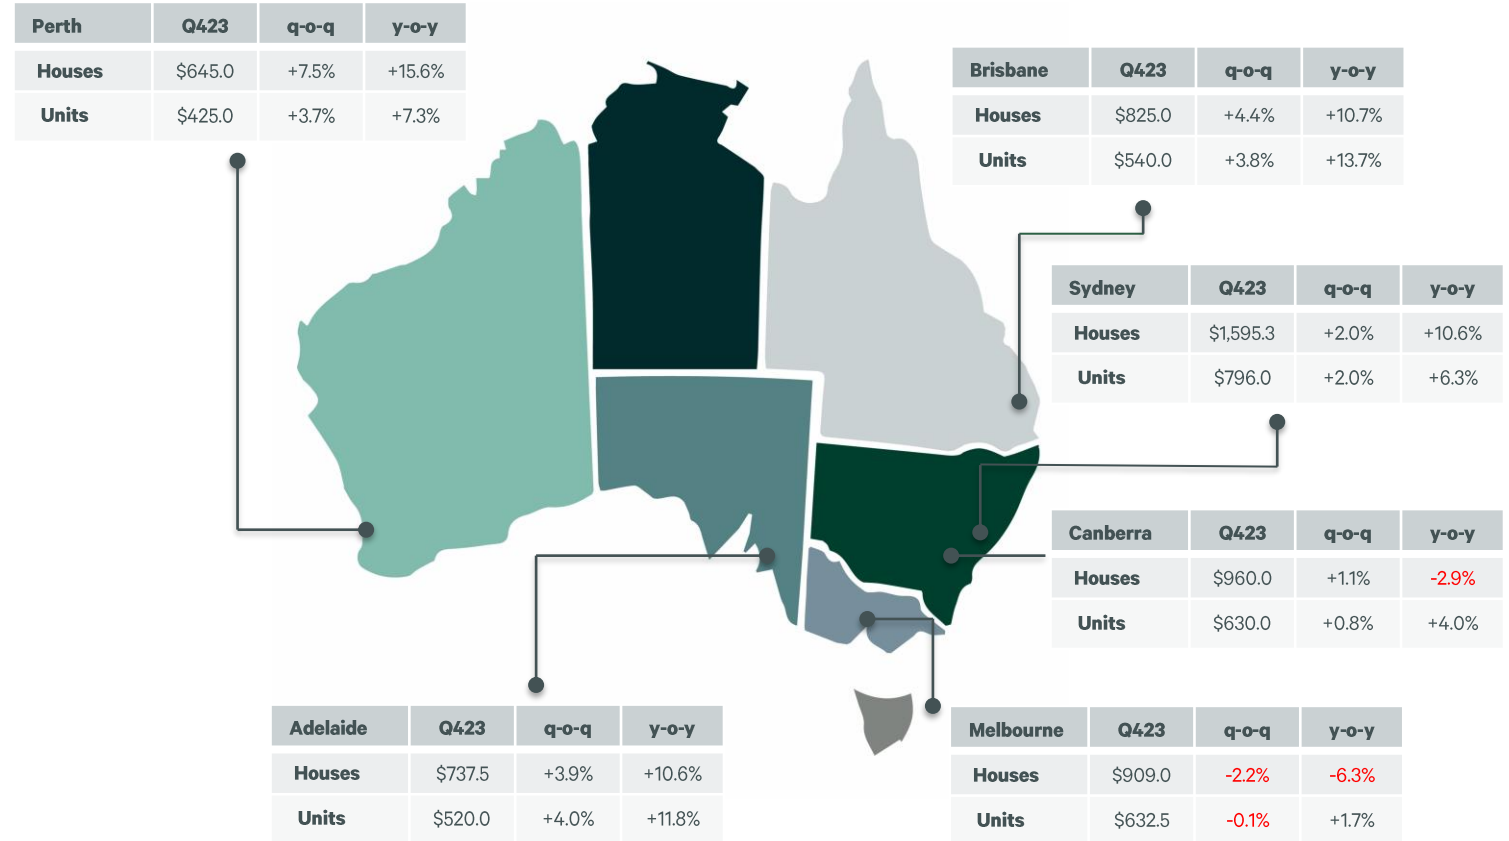 Perth Q423 q-o-q y-o-y
Houses $645.0 +7.5% +15.6%
Units $425.0 +3.7% +7.3%
Brisbane Q423 q-o-q y-o-y
Houses $825.0 +4.4% +10.7%
Units $540.0 +3.8% +13.7%
Sydney Q423 q-o-q y-o-y
Houses $1,595.3 +2.0% +10.6%
Units $796.0 +2.0% +6.3%
Canberra Q423 q-o-q y-o-y
Houses $960.0 +1.1% -2.9%
Units $630.0 +0.8% +4.0%
Adelaide Q423 q-o-q y-o-y
Houses $737.5 +3.9% +10.6%
Units $520.0 +4.0% +11.8%
Melbourne Q423 q-o-q y-o-y
Houses $909.0 -2.2% -6.3%
Units $632.5 -0.1% +1.7%